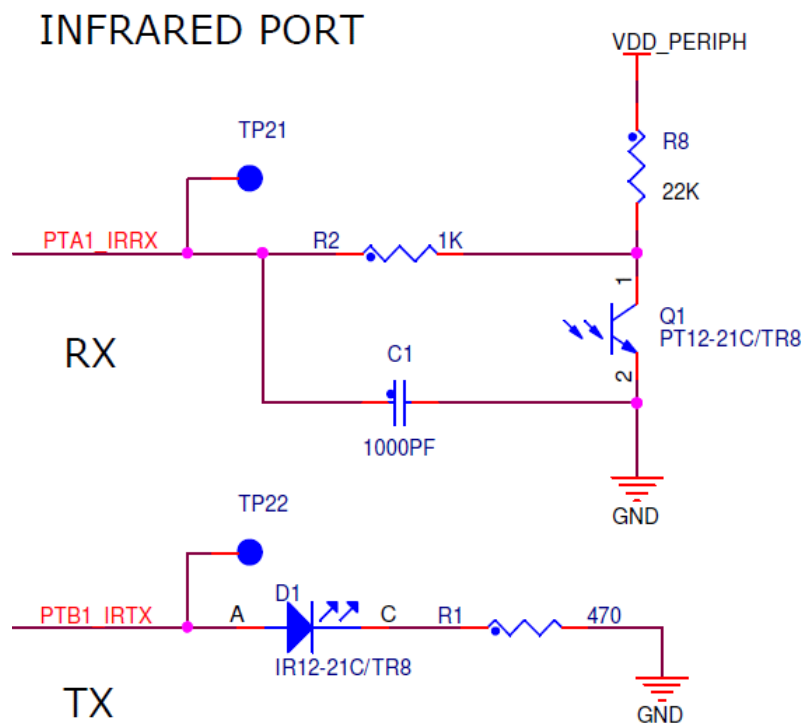 INFRARED PORT
VDD_PERIPH
TP21
R8
22K
PTA1_IRRX
R2
1K
1
Q1
PT12-21C/TR8
RX
C1
2
1000PF
GND
TP22
D1
PTB1_IRTX
A
C
R1
470
IR12-21C/TR8
TX
GND